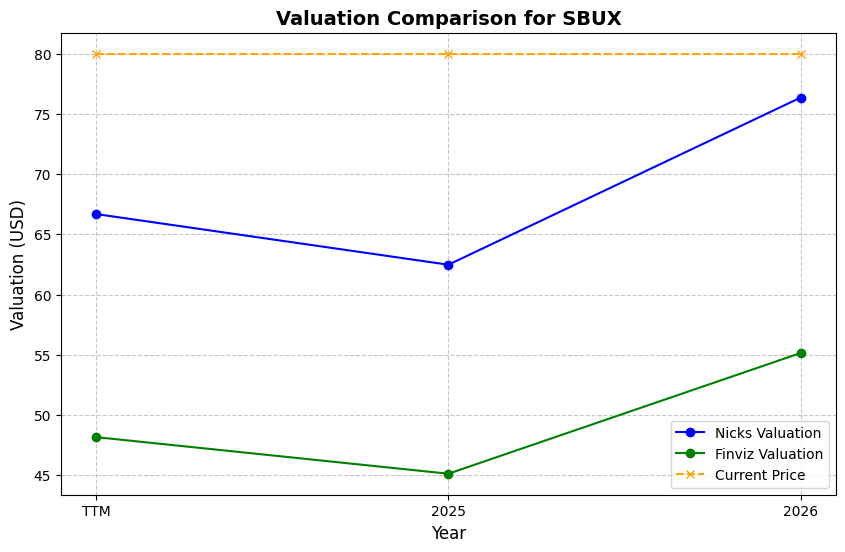 Valuation Comparison for SBUX
Valuation (USD)
80
75
70
65
60
55
50
45
TTM
2025
2026
Year
Nicks Valuation
Finviz Valuation
Current Price